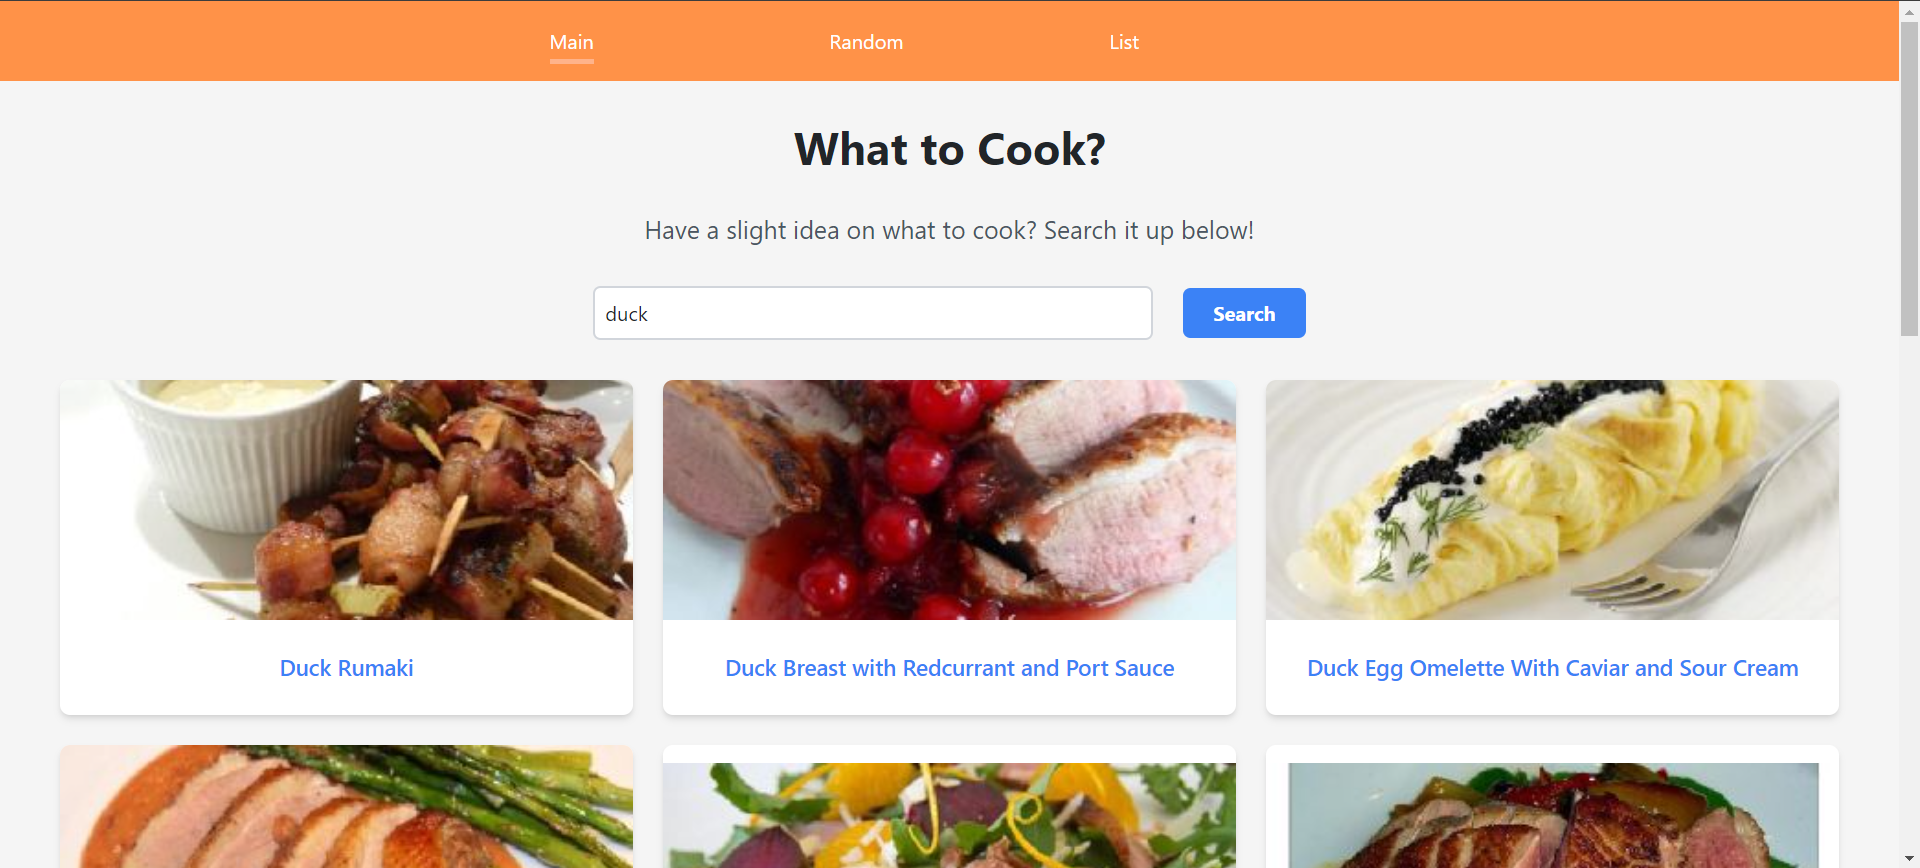 Main Random List
What to Cook?
Have a slight idea on what to cook? Search it up below!
duck Search
Duck Rumaki
Duck Breast with Redcurrant and Port Sauce
Duck Egg Omelette With Caviar and Sour Cream